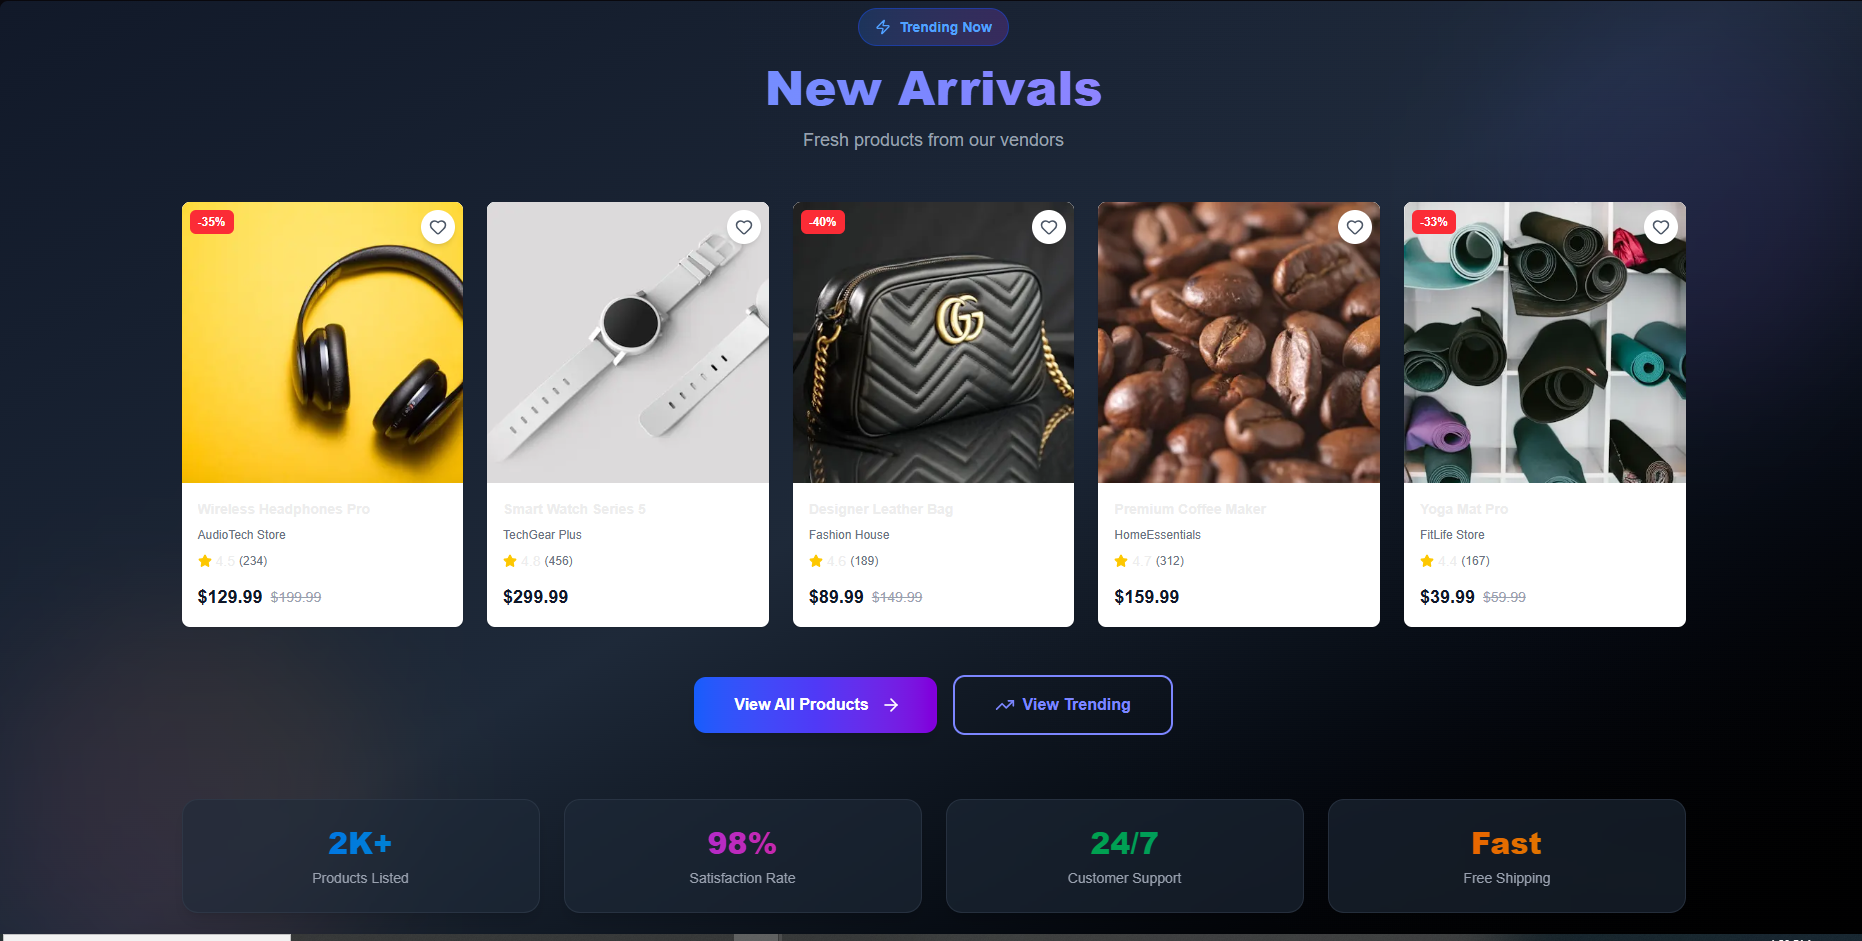 Trending Now
New Arrivals
Fresh products from our vendors
-35%
-40%
-33%
Wireless Headphones Pro
AudioTech Store
4.5 (234)
$129.99 $199.99
Smart Watch Series 5
TechGear Plus
4.8 (456)
$299.99
Designer Leather Bag
Fashion House
4.6 (189)
$89.99 $149.99
Premium Coffee Maker
HomeEssentials
4.7 (312)
$159.99
Yoga Mat Pro
FitLife Store
4.4 (167)
$39.99 $59.99
View All Products
View Trending
2K+
Products Listed
98%
Satisfaction Rate
24/7
Customer Support
Fast
Free Shipping